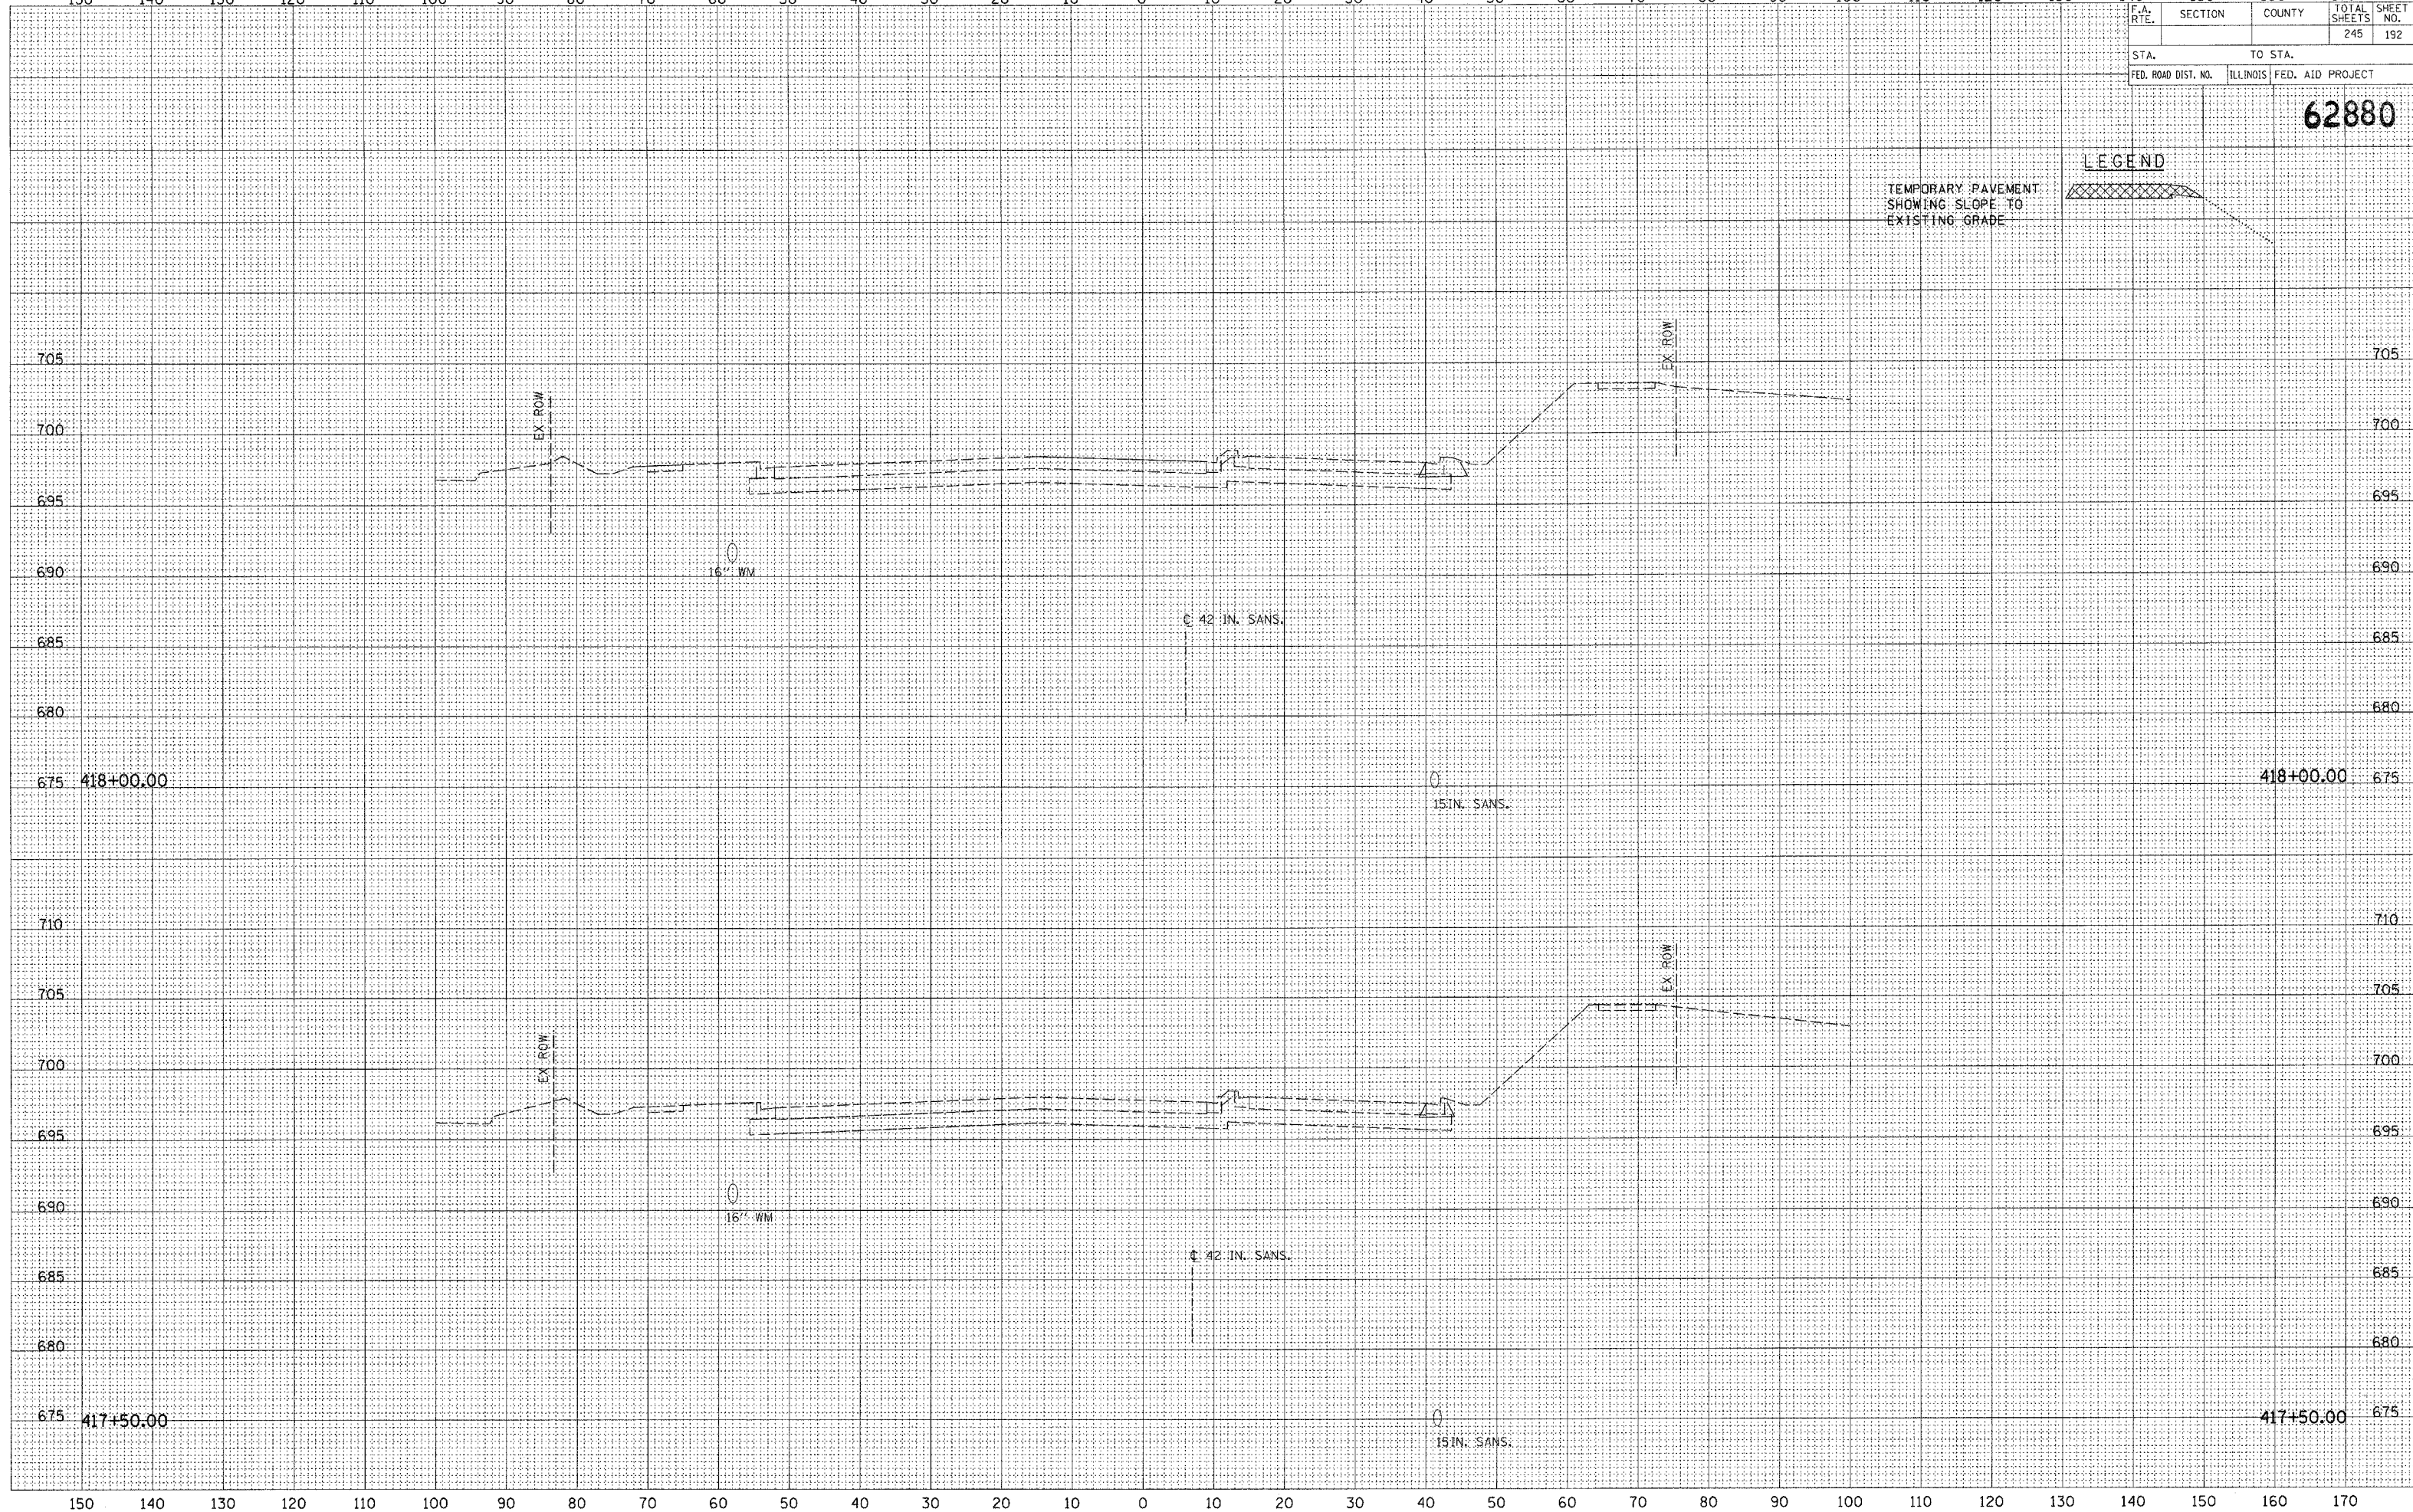 F.A. RTE. SECTION COUNTY TOTAL SHEETS SHEET NO.
245 192
STA. TO STA.
FED. ROAD DIST. NO. ILLINOIS FED. AID PROJECT
62880
LEGEND
TEMPORARY PAVEMENT
SHOWING SLOPE TO
EXISTING GRADE
705 705
EX ROW
EX ROW
700 700
695 695
690 690
16" WM
℄ 42 IN. SANS.
685 685
680 680
675 418+00.00 418+00.00 675
15IN. SANS.
710 710
705 705
EX ROW
EX ROW
700 700
695 695
690 690
16" WM
℄ 42 IN. SANS.
685 685
680 680
675 417+50.00 417+50.00 675
15IN. SANS.
150 140 130 120 110 100 90 80 70 60 50 40 30 20 10 0 10 20 30 40 50 60 70 80 90 100 110 120 130 140 150 160 170